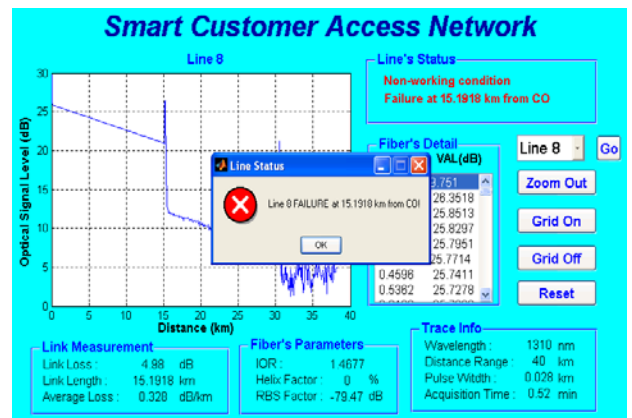 Smart Customer Access Network
Line 8
Line's Status
Non-working condition
Failure at 15.1918 km from CO
Optical Signal Level (dB)
30
25
20
15
10
5
0
0 5 10 15 20 25 30 35 40
Distance (km)
Fiber's Detail
VAL(dB)
26.3518
25.8513
25.8297
25.7951
25.7714
0.4596 25.7411
0.5362 25.7278
Line Status
Line 8 FAILURE at 15.1918 km from CO!
OK
Line 8
Go
Zoom Out
Grid On
Grid Off
Reset
Link Measurement
Link Loss : 4.98 dB
Link Length : 15.1918 km
Average Loss : 0.328 dB/km
Fiber's Parameters
IOR : 1.4677
Helix Factor : 0 %
RBS Factor : -79.47 dB
Trace Info
Wavelength : 1310 nm
Distance Range : 40 km
Pulse Witdth : 0.028 km
Acquisition Time : 0.52 min